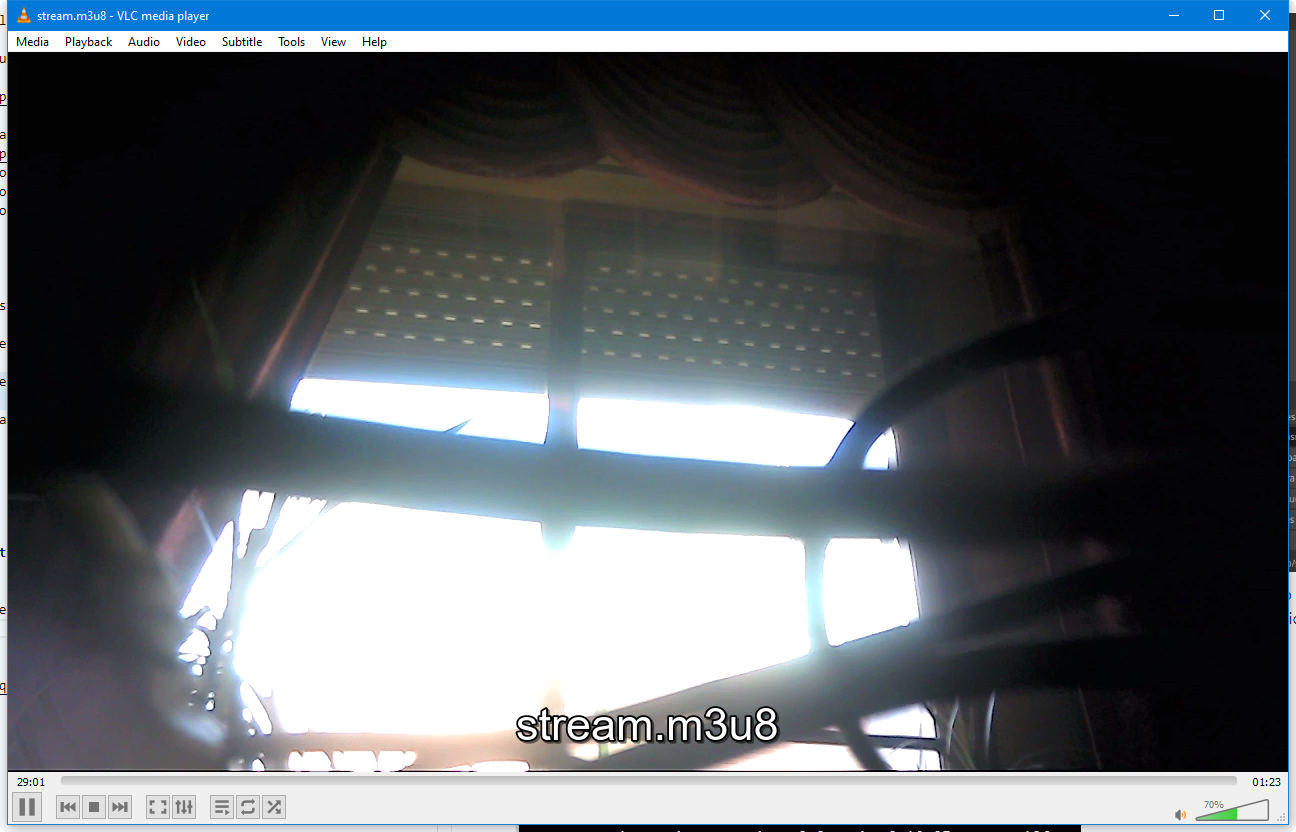 stream.m3u8 - VLC media player
Media Playback Audio Video Subtitle Tools View Help
stream.m3u8
29:01 01:23
70%